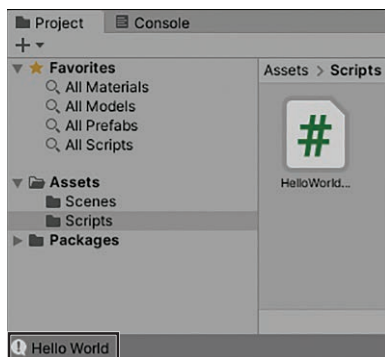 Project Console
+
Favorites
All Materials
All Models
All Prefabs
All Scripts
Assets
Scenes
Scripts
Packages
Assets > Scripts
#
HelloWorld...
Hello World